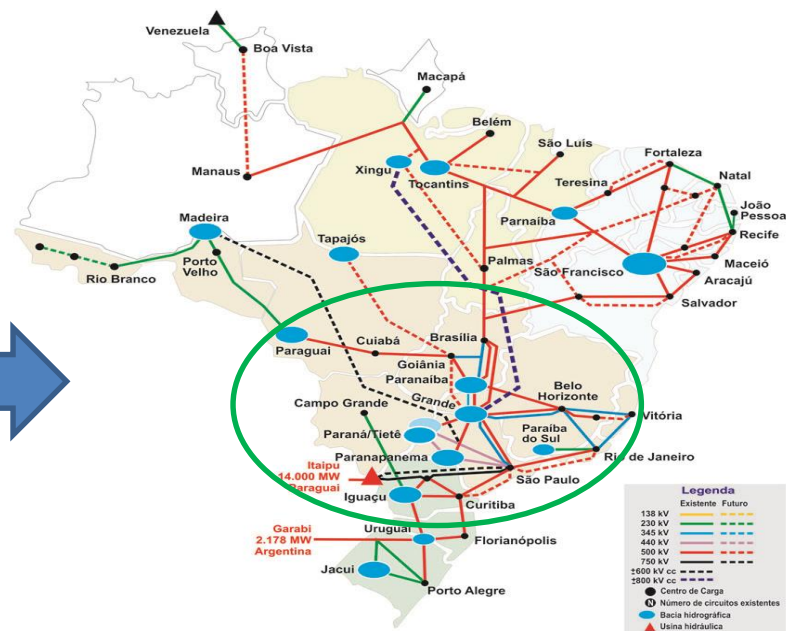 Venezuela
Boa Vista
Macapá
Belém
São Luís
Fortaleza
Xingu
Tocantins
Teresina
Natal
Manaus
João
Pessoa
Madeira
Parnaíba
Recife
Tapajós
Porto
Velho
Palmas
São Francisco
Maceió
Rio Branco
Aracajú
Salvador
Brasília
Cuiabá
Paraguai
Goiânia
Paranaíba
Belo
Horizonte
Campo Grande
Grande
Vitória
Paraíba
do Sul
Paraná/Tietê
Paranapanema
Rio de Janeiro
Itaipu
14.000 MW
Paraguai
São Paulo
Iguaçu
Curitiba
Garabi
2.178 MW
Argentina
Uruguai
Florianópolis
Jacui
Porto Alegre
Legenda
Existente Futuro
138 kV
230 kV
345 kV
440 kV
500 kV
750 kV
±600 kV cc
±800 kV cc
Centro de Carga
N Número de circuitos existentes
Bacia hidrográfica
Usina hidráulica